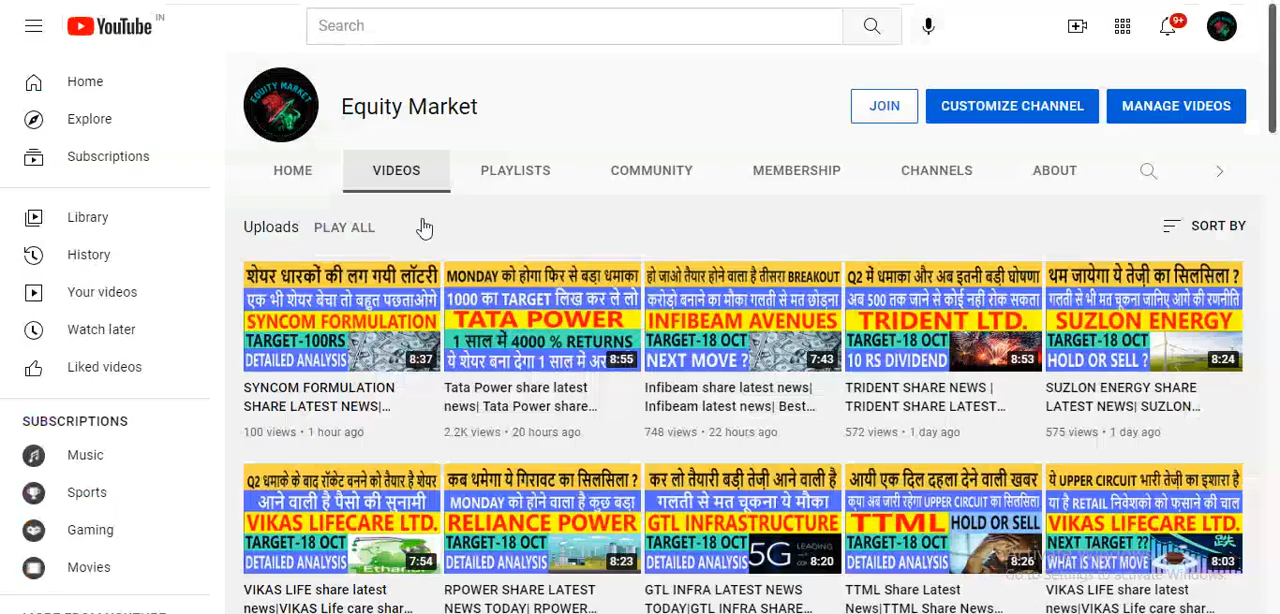 YouTube IN
Search
9+
Home
Explore
Subscriptions
Library
History
Your videos
Watch later
Liked videos
SUBSCRIPTIONS
Music
Sports
Gaming
Movies
EQUITY MARKET
Equity Market
JOIN
CUSTOMIZE CHANNEL
MANAGE VIDEOS
HOME VIDEOS PLAYLISTS COMMUNITY MEMBERSHIP CHANNELS ABOUT
Uploads PLAY ALL
SORT BY
शेयर धारकों की लग गयी लॉटरी
एक भी शेयर बेचा तो बहुत पछताओगे
SYNCOM FORMULATION
TARGET-100RS
DETAILED ANALYSIS
8:37
SYNCOM FORMULATION
SHARE LATEST NEWS|...
100 views • 1 hour ago
MONDAY को होगा फिर से बड़ा धमाका
1000 का TARGET लिख कर ले लो
TATA POWER
1 साल में 4000 % RETURNS
ये शेयर बना देगा 1 साल में
8:55
Tata Power share latest
news| Tata Power share...
2.2K views • 20 hours ago
हो जाओ तैयार होने वाला है तीसरा BREAKOUT
करोडो बनाने का मौका गलती से मत छोडना
INFIBEAM AVENUES
TARGET-18 OCT
NEXT MOVE ?
7:43
Infibeam share latest news|
Infibeam latest news| Best...
748 views • 22 hours ago
Q2 में धमाका और अब इतनी बड़ी घोषणा
अब 500 तक जाने से कोई नही रोक सकता
TRIDENT LTD.
TARGET-18 OCT
10 RS DIVIDEND
8:53
TRIDENT SHARE NEWS |
TRIDENT SHARE LATEST...
572 views • 1 day ago
थम जायेगा ये तेज़ी का सिलसिला ?
गलती से भी मत चूकना जानिए आगे की रणनीति
SUZLON ENERGY
TARGET-18 OCT
HOLD OR SELL ?
8:24
SUZLON ENERGY SHARE
LATEST NEWS| SUZLON...
575 views • 1 day ago
Q2 धमाके के बाद रॉकेट बनने को तैयार है शेयर
आने वाली है पैसो की सुनामी
VIKAS LIFECARE LTD.
TARGET-18 OCT
DETAILED ANALYSIS
Ethanol
7:54
VIKAS LIFE share latest
news|VIKAS Life care shar...
कब थमेगा ये गिरावट का सिलसिला ?
MONDAY को होने वाला है कुछ बड़ा
RELIANCE POWER
TARGET-18 OCT
DETAILED ANALYSIS
8:23
RPOWER SHARE LATEST
NEWS TODAY| RPOWER...
कर लो तैयारी बड़ी तेज़ी आने वाली है
गलती से मत चूकना ये मौका
GTL INFRASTRUCTURE
TARGET-18 OCT
DETAILED ANALYSIS
5G
8:20
GTL INFRA LATEST NEWS
TODAY|GTL INFRA SHARE...
आयी एक दिल दहला देने वाली खबर
क्या अब जारी रहेगा UPPER CIRCUIT का सिलसिला
TTML HOLD OR SELL
TARGET-18 OCT
DETAILED ANALYSIS
8:26
TTML Share Latest
News|TTML Share News...
ये UPPER CIRCUIT भारी तेज़ी का इशारा है
या है RETAIL निवेशको को फसाने की चाल
VIKAS LIFECARE LTD.
NEXT TARGET ??
WHAT IS NEXT MOVE
8:03
VIKAS LIFE share latest
news|VIKAS Life care shar...
Go to Settings to activate Windows.